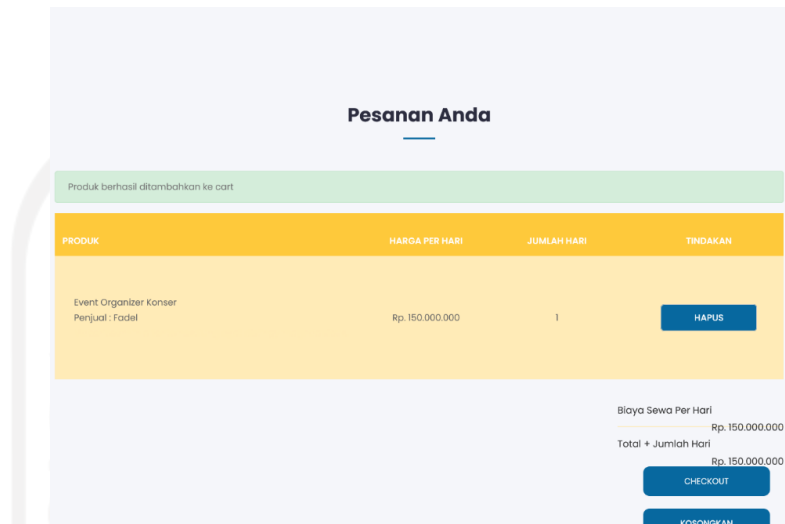 Pesanan Anda
Produk berhasil ditambahkan ke cart
PRODUK HARGA PER HARI JUMLAH HARI TINDAKAN
Event Organizer Konser
Penjual : Fadel Rp. 150.000.000 1 HAPUS
Biaya Sewa Per Hari
Rp. 150.000.000
Total + Jumlah Hari
Rp. 150.000.000
CHECKOUT
KOSONGKAN